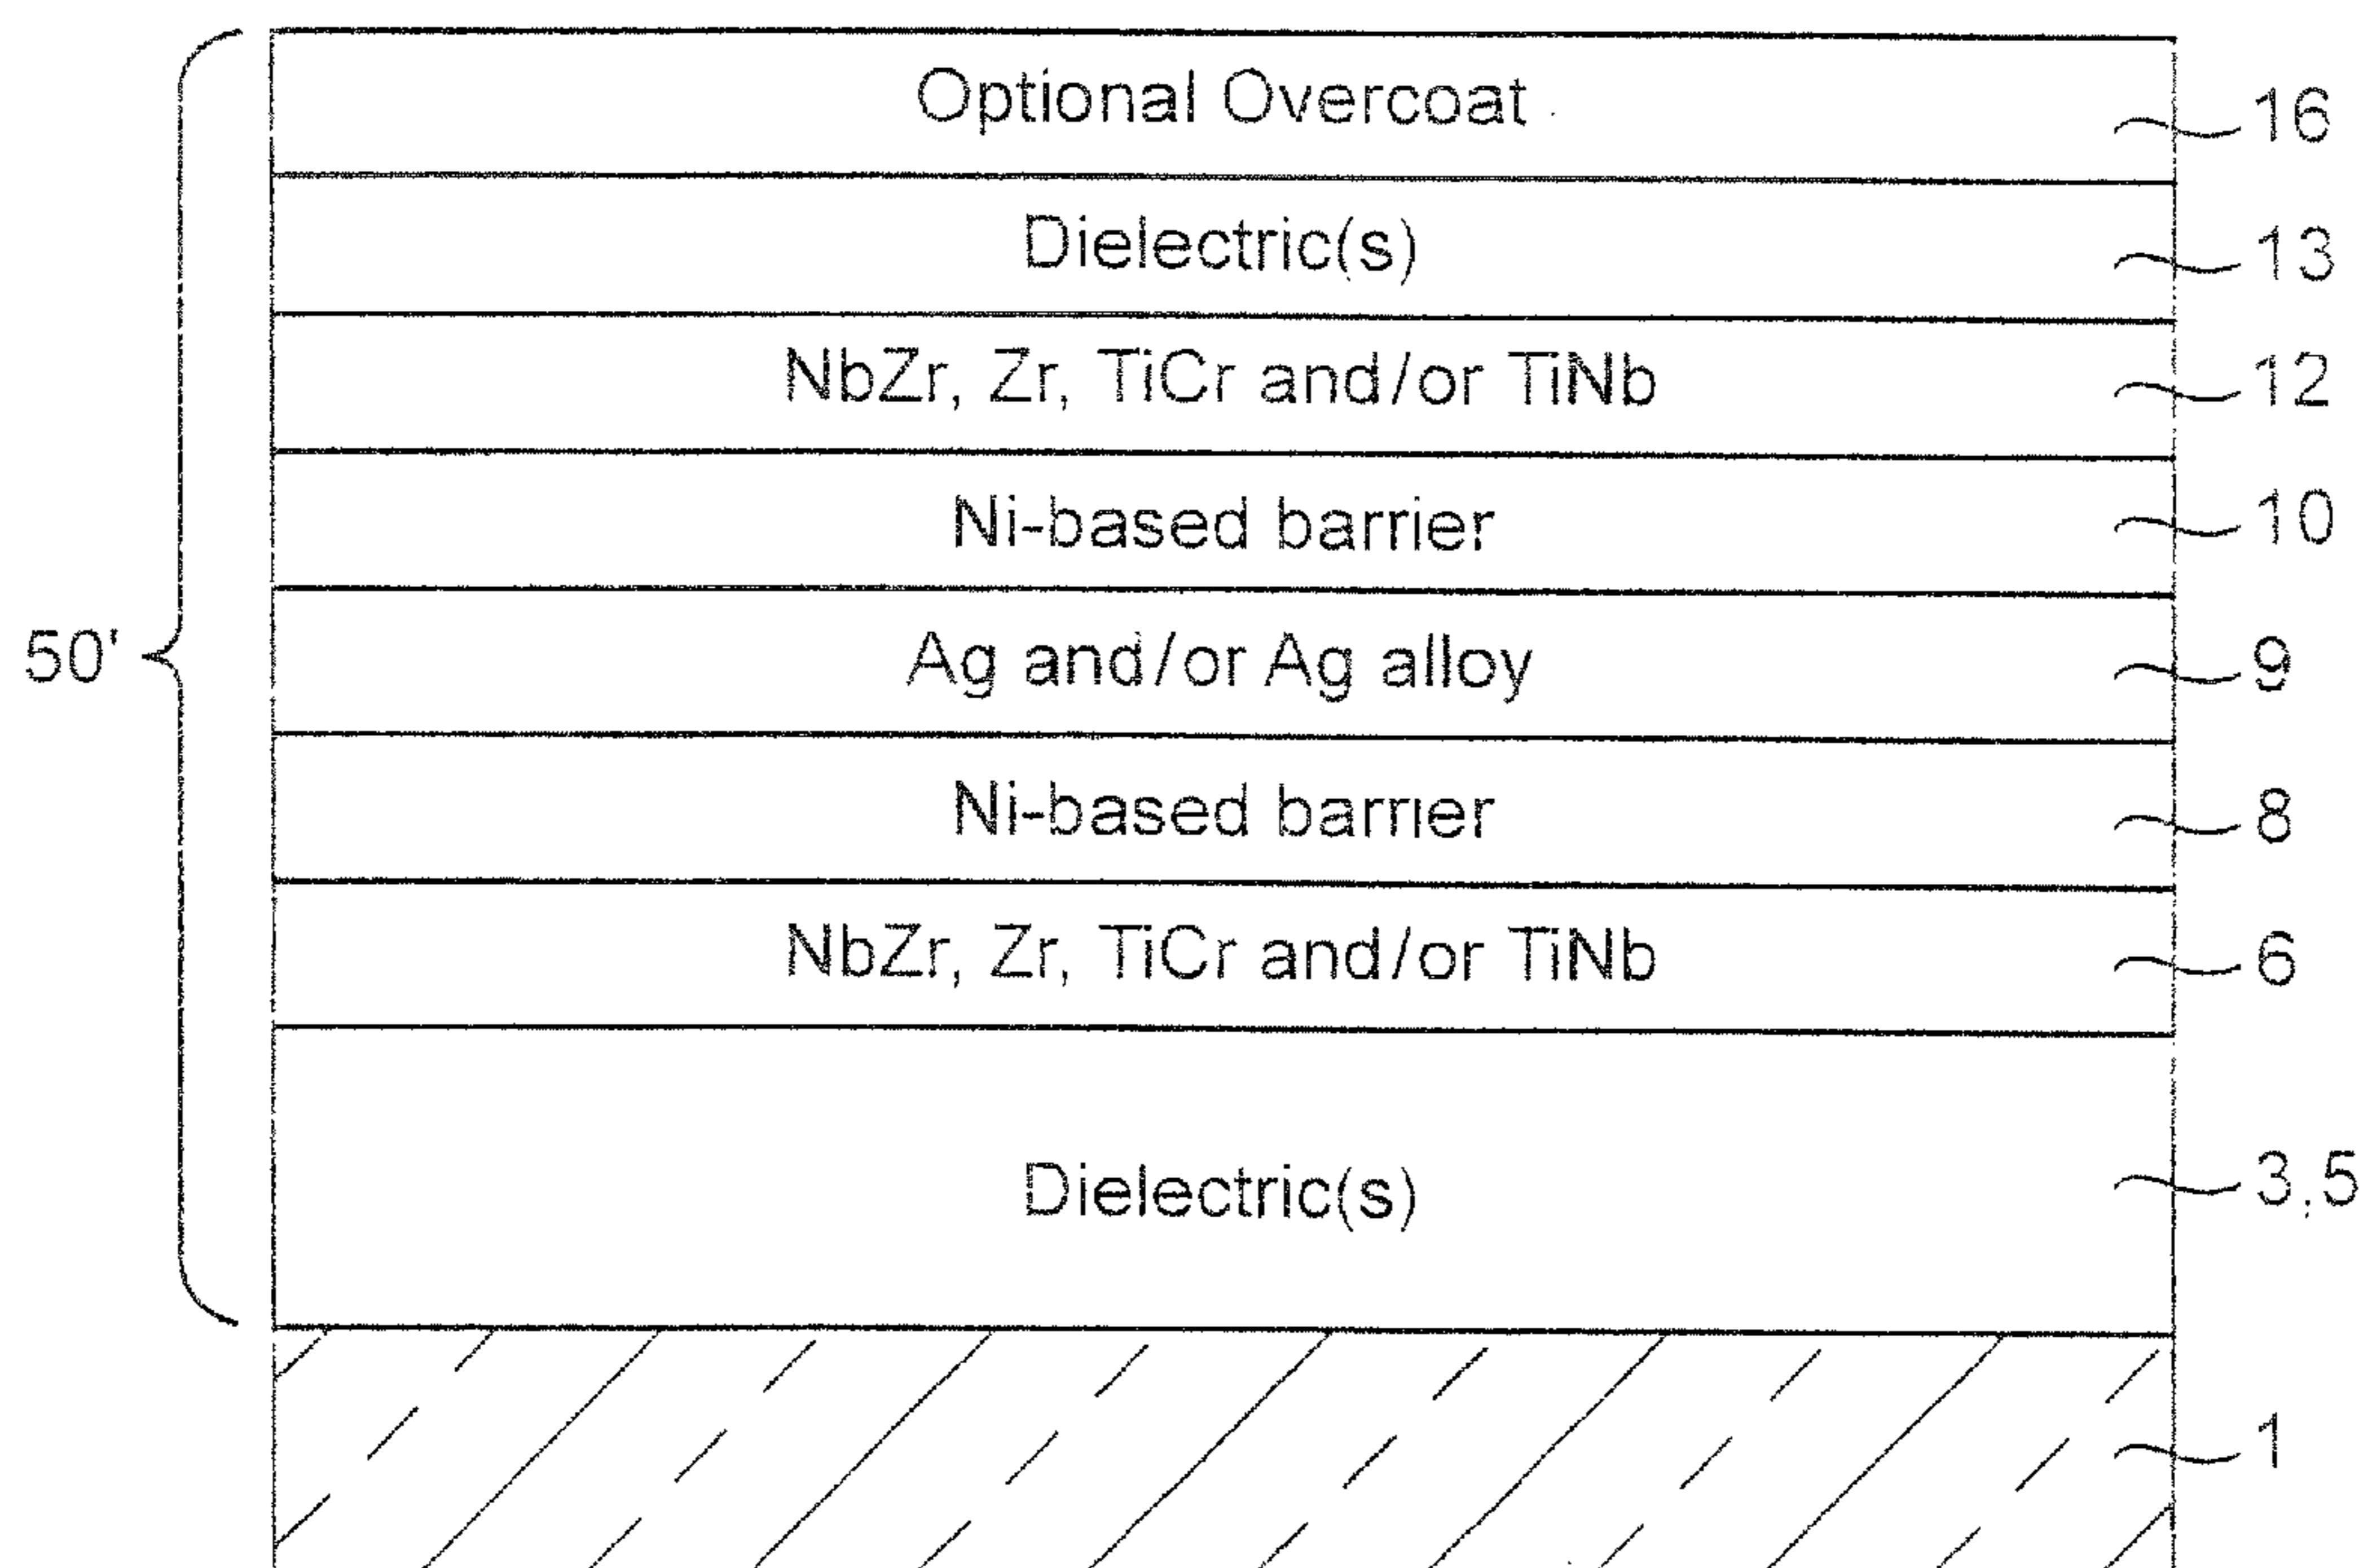 Optional Overcoat 16
Dielectric(s) 13
NbZr, Zr, TiCr and/or TiNb 12
Ni-based barrier 10
50' Ag and/or Ag alloy 9
Ni-based barrier 8
NbZr, Zr, TiCr and/or TiNb 6
Dielectric(s) 3,5
1